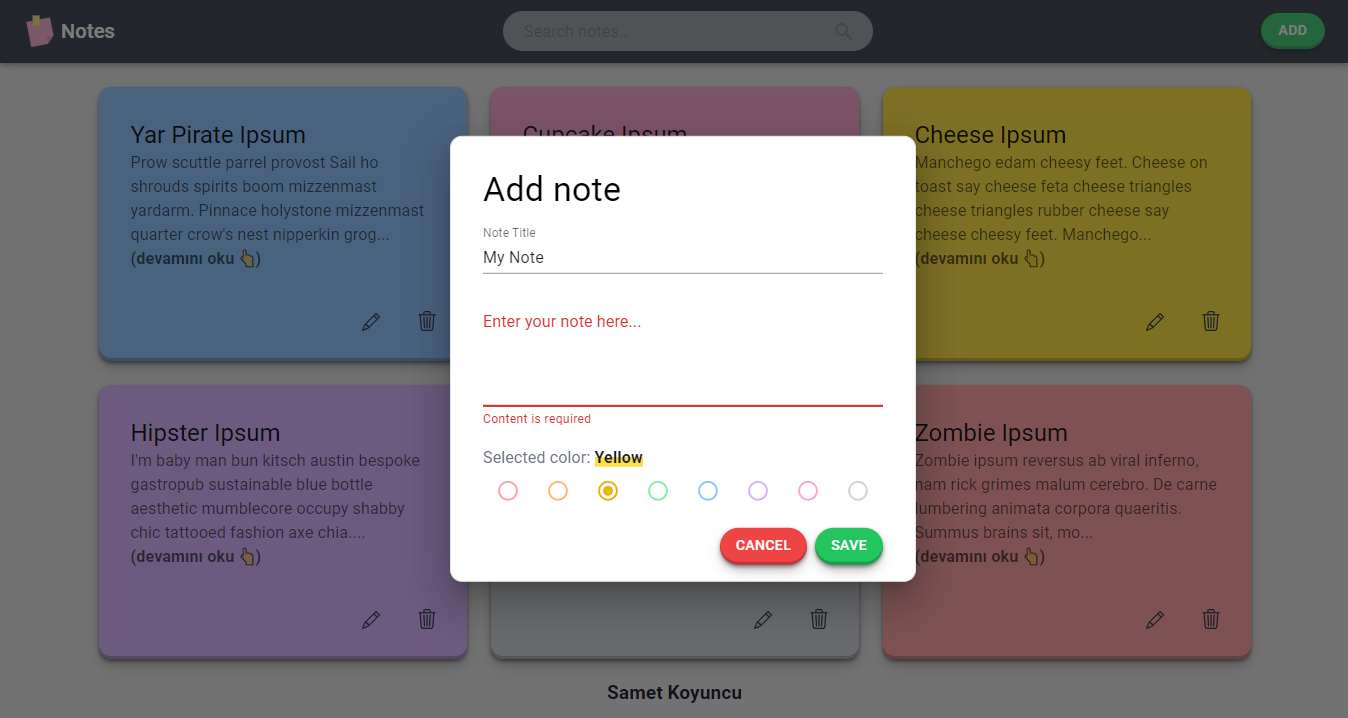 Notes
Search notes..
ADD
Yar Pirate Ipsum
Prow scuttle parrel provost Sail ho
shrouds spirits boom mizzenmast
yardarm. Pinnace holystone mizzenmast
quarter crow's nest nipperkin grog...
(devamını oku 👆)
Cupcake Ipsum
Cheese Ipsum
Manchego edam cheesy feet. Cheese on
toast say cheese feta cheese triangles
cheese triangles rubber cheese say
cheese cheesy feet. Manchego...
(devamını oku 👆)
Add note
Note Title
My Note
Enter your note here...
Content is required
Selected color: Yellow
CANCEL
SAVE
Hipster Ipsum
I'm baby man bun kitsch austin bespoke
gastropub sustainable blue bottle
aesthetic mumblecore occupy shabby
chic tattooed fashion axe chia....
(devamını oku 👆)
Zombie Ipsum
Zombie ipsum reversus ab viral inferno,
nam rick grimes malum cerebro. De carne
lumbering animata corpora quaeritis.
Summus brains sit, mo...
(devamını oku 👆)
Samet Koyuncu